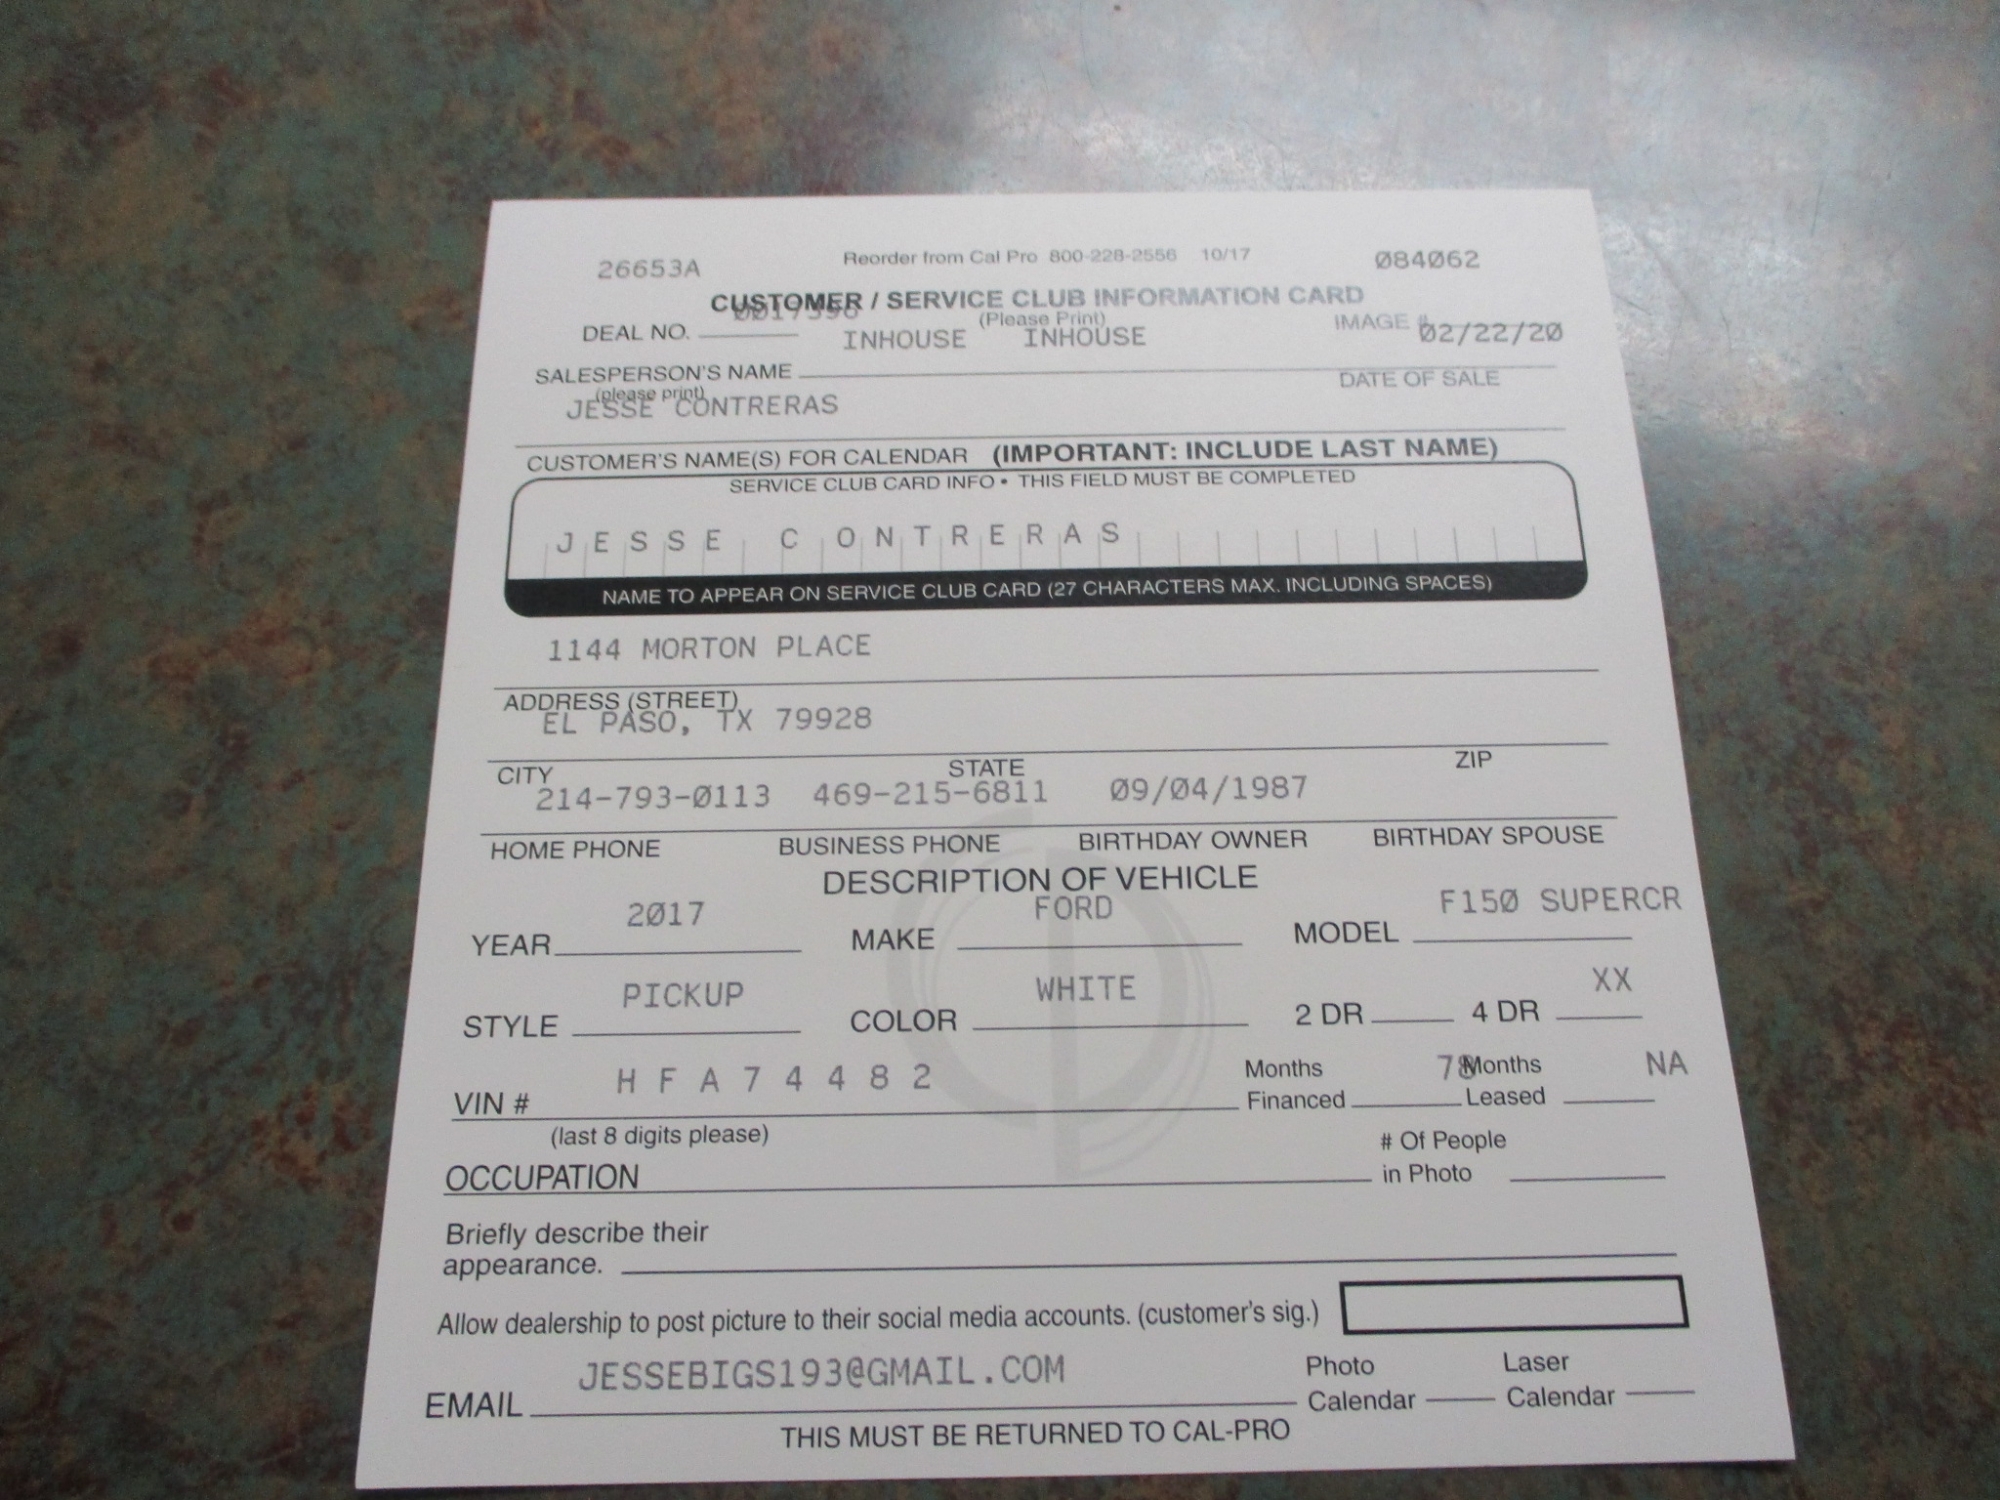 26653A Reorder from Cal Pro 800-228-2556 10/17 084062
CUSTOMER / SERVICE CLUB INFORMATION CARD
(Please Print)
DEAL NO. INHOUSE INHOUSE IMAGE # 02/22/20
SALESPERSON'S NAME DATE OF SALE
(please print)
JESSE CONTRERAS
CUSTOMER'S NAME(S) FOR CALENDAR (IMPORTANT: INCLUDE LAST NAME)
SERVICE CLUB CARD INFO • THIS FIELD MUST BE COMPLETED
JESSE CONTRERAS
NAME TO APPEAR ON SERVICE CLUB CARD (27 CHARACTERS MAX. INCLUDING SPACES)
1144 MORTON PLACE
ADDRESS (STREET)
EL PASO, TX 79928
CITY STATE ZIP
214-793-0113 469-215-6811 09/04/1987
HOME PHONE BUSINESS PHONE BIRTHDAY OWNER BIRTHDAY SPOUSE
DESCRIPTION OF VEHICLE
2017 FORD F150 SUPERCR
YEAR MAKE MODEL
PICKUP WHITE XX
STYLE COLOR 2 DR 4 DR
HFA74482 Months 78 Months NA
VIN # Financed Leased
(last 8 digits please) # Of People
OCCUPATION in Photo
Briefly describe their
appearance.
Allow dealership to post picture to their social media accounts. (customer's sig.)
JESSEBIGS193@GMAIL.COM Photo Laser
EMAIL Calendar Calendar
THIS MUST BE RETURNED TO CAL-PRO